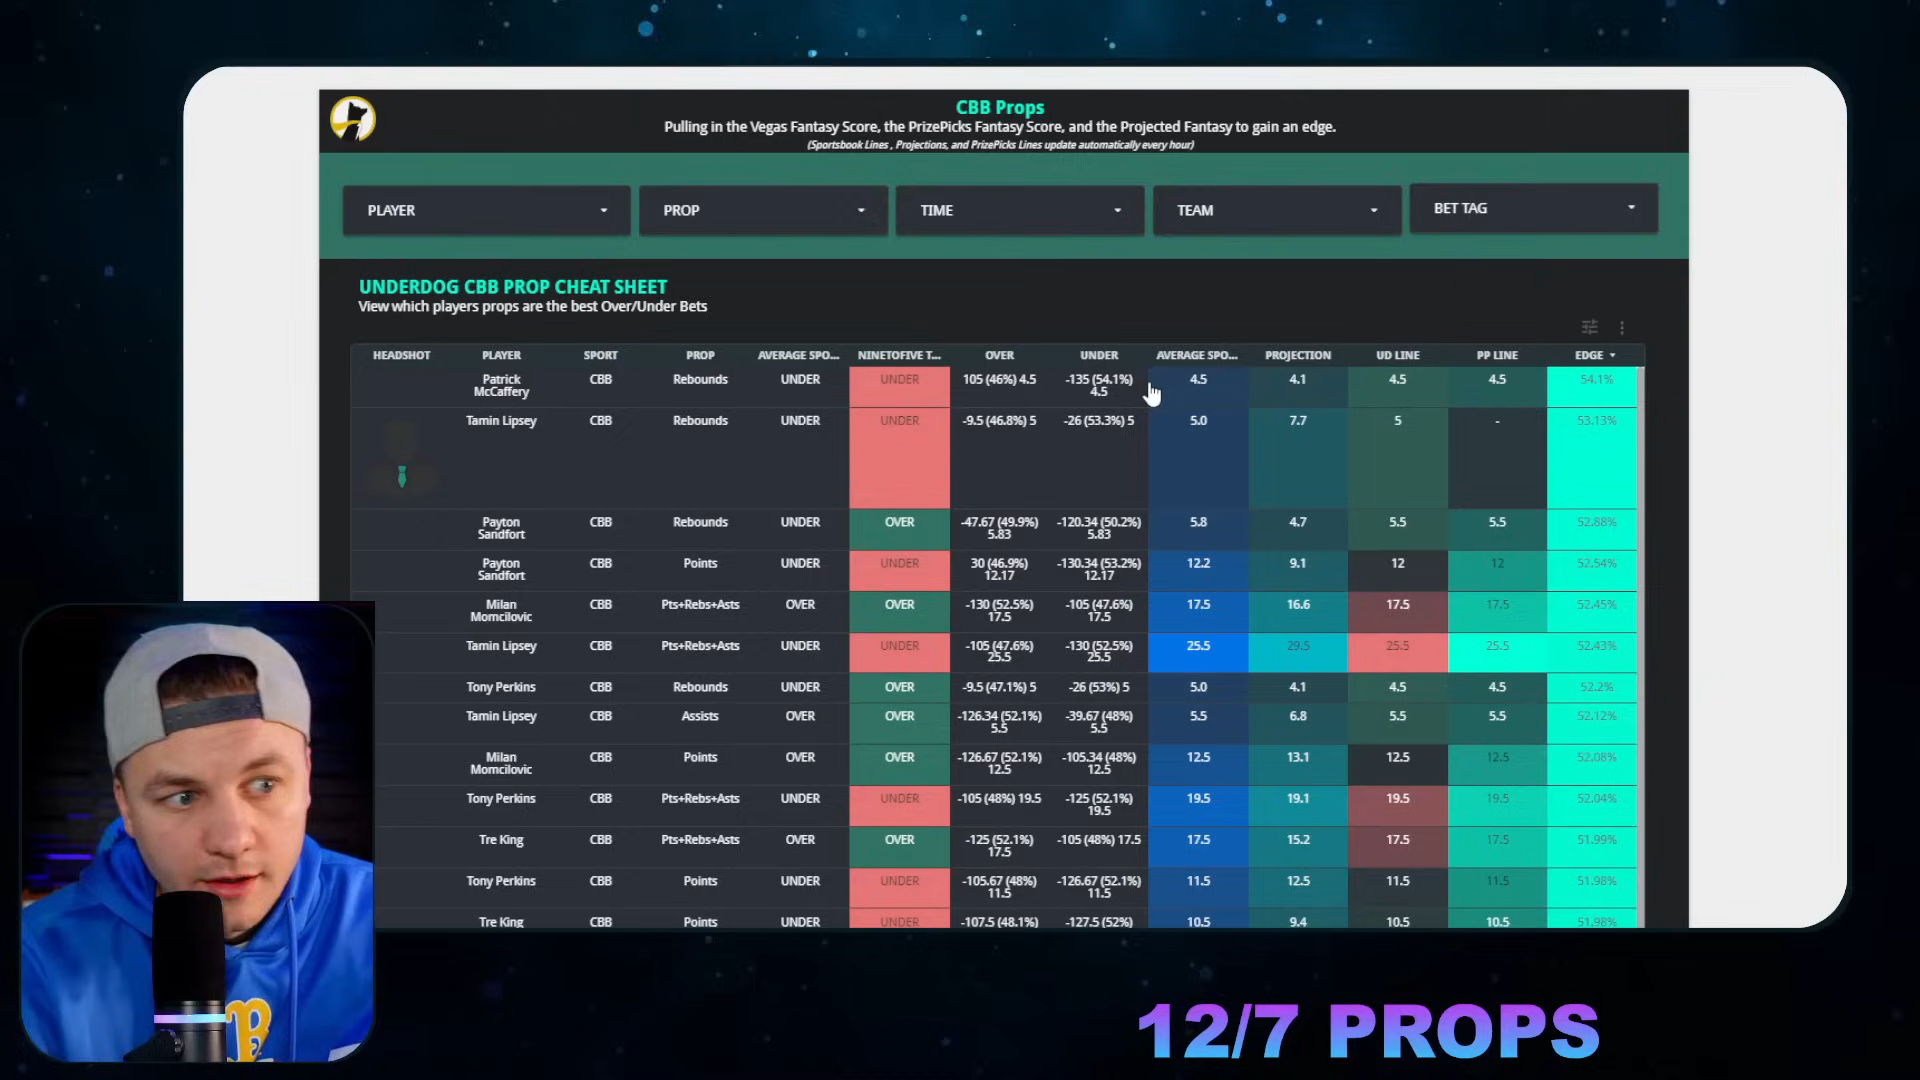 CBB Props
Pulling in the Vegas Fantasy Score, the PrizePicks Fantasy Score, and the Projected Fantasy to gain an edge.
(Sportsbook Lines , Projections, and PrizePicks Lines update automatically every hour)
PLAYER PROP TIME TEAM BET TAG
UNDERDOG CBB PROP CHEAT SHEET
View which players props are the best Over/Under Bets
HEADSHOT PLAYER SPORT PROP AVERAGE SPO... NINETOFIVE T... OVER UNDER AVERAGE SPO... PROJECTION UD LINE PP LINE EDGE
Patrick CBB Rebounds UNDER UNDER 105 (46%) 4.5 -135 (54.1%) 4.5 4.1 4.5 4.5 54.1%
McCaffery 4.5
Tamin Lipsey CBB Rebounds UNDER UNDER -9.5 (46.8%) 5 -26 (53.3%) 5 5.0 7.7 5 - 53.13%
Payton CBB Rebounds UNDER OVER -47.67 (49.9%) -120.34 (50.2%) 5.8 4.7 5.5 5.5 52.88%
Sandfort 5.83 5.83
Payton CBB Points UNDER UNDER 30 (46.9%) -130.34 (53.2%) 12.2 9.1 12 12 52.54%
Sandfort 12.17 12.17
Milan CBB Pts+Rebs+Asts OVER OVER -130 (52.5%) -105 (47.6%) 17.5 16.6 17.5 17.5 52.45%
Momcilovic 17.5 17.5
Tamin Lipsey CBB Pts+Rebs+Asts UNDER UNDER -105 (47.6%) -130 (52.5%) 25.5 29.5 25.5 25.5 52.43%
25.5 25.5
Tony Perkins CBB Rebounds UNDER OVER -9.5 (47.1%) 5 -26 (53%) 5 5.0 4.1 4.5 4.5 52.2%
Tamin Lipsey CBB Assists OVER OVER -126.34 (52.1%) -39.67 (48%) 5.5 6.8 5.5 5.5 52.12%
5.5 5.5
Milan CBB Points OVER OVER -126.67 (52.1%) -105.34 (48%) 12.5 13.1 12.5 12.5 52.08%
Momcilovic 12.5 12.5
Tony Perkins CBB Pts+Rebs+Asts UNDER UNDER -105 (48%) 19.5 -125 (52.1%) 19.5 19.1 19.5 19.5 52.04%
19.5
Tre King CBB Pts+Rebs+Asts OVER OVER -125 (52.1%) -105 (48%) 17.5 17.5 15.2 17.5 17.5 51.99%
17.5
Tony Perkins CBB Points UNDER UNDER -105.67 (48%) -126.67 (52.1%) 11.5 12.5 11.5 11.5 51.98%
11.5 11.5
Tre King CBB Points UNDER UNDER -107.5 (48.1%) -127.5 (52%) 10.5 9.4 10.5 10.5 51.98%
12/7 PROPS